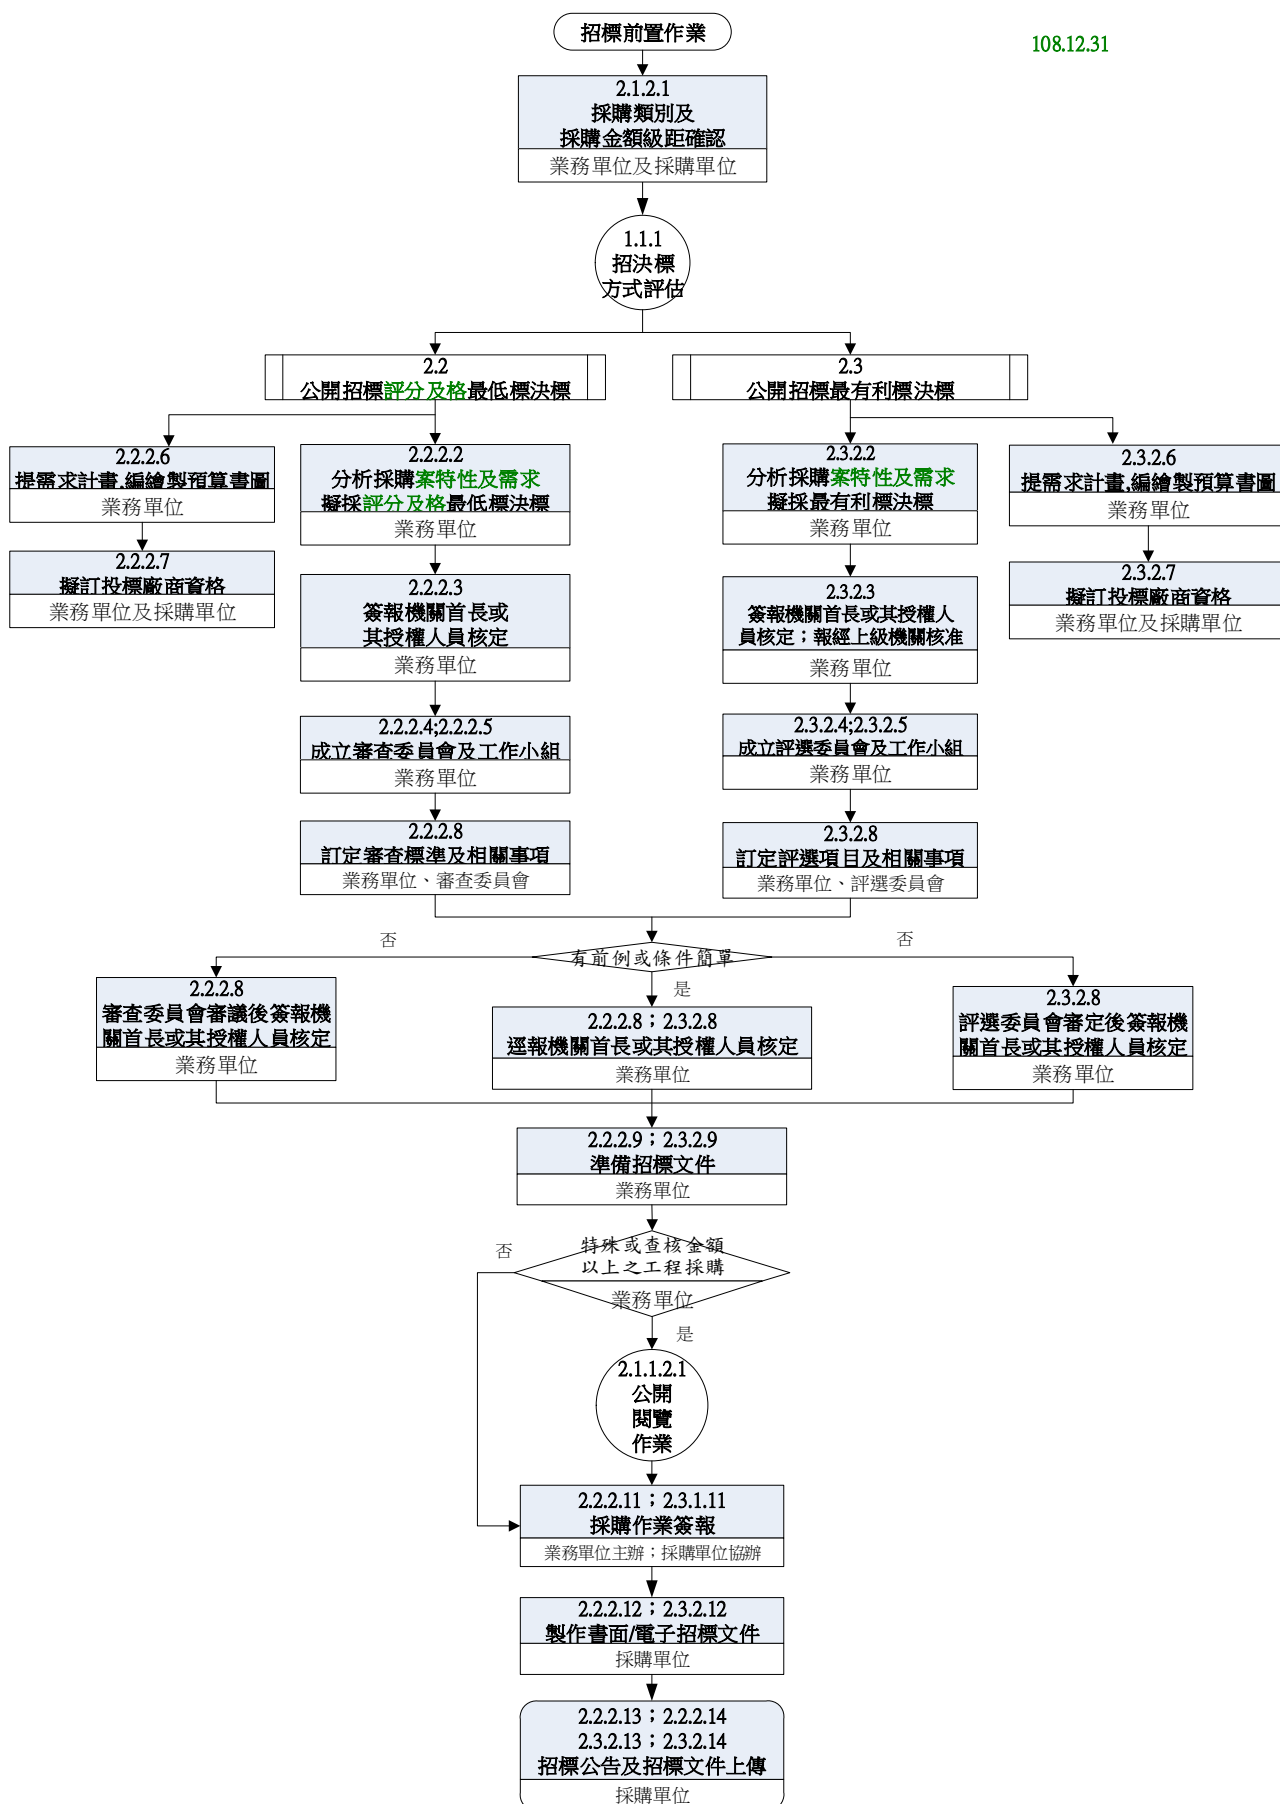 招標前置作業
108.12.31
2.1.2.1
採購類別及
採購金額級距確認
業務單位及採購單位
1.1.1
招決標
方式評估
2.2
公開招標評分及格最低標決標
2.3
公開招標最有利標決標
2.2.2.6
提需求計畫,編繪製預算書圖
業務單位
2.2.2.7
擬訂投標廠商資格
業務單位及採購單位
2.2.2.2
分析採購案特性及需求
擬採評分及格最低標決標
業務單位
2.2.2.3
簽報機關首長或
其授權人員核定
業務單位
2.2.2.4;2.2.2.5
成立審查委員會及工作小組
業務單位
2.2.2.8
訂定審查標準及相關事項
業務單位、審查委員會
2.3.2.2
分析採購案特性及需求
擬採最有利標決標
業務單位
2.3.2.3
簽報機關首長或其授權人
員核定；報經上級機關核准
業務單位
2.3.2.4;2.3.2.5
成立評選委員會及工作小組
業務單位
2.3.2.8
訂定評選項目及相關事項
業務單位、評選委員會
2.3.2.6
提需求計畫,編繪製預算書圖
業務單位
2.3.2.7
擬訂投標廠商資格
業務單位及採購單位
有前例或條件簡單
否
否
是
2.2.2.8
審查委員會審議後簽報機
關首長或其授權人員核定
業務單位
2.2.2.8；2.3.2.8
逕報機關首長或其授權人員核定
業務單位
2.3.2.8
評選委員會審定後簽報機
關首長或其授權人員核定
業務單位
2.2.2.9；2.3.2.9
準備招標文件
業務單位
特殊或查核金額
以上之工程採購
業務單位
否
是
2.1.1.2.1
公開
閱覽
作業
2.2.2.11；2.3.1.11
採購作業簽報
業務單位主辦；採購單位協辦
2.2.2.12；2.3.2.12
製作書面/電子招標文件
採購單位
2.2.2.13；2.2.2.14
2.3.2.13；2.3.2.14
招標公告及招標文件上傳
採購單位